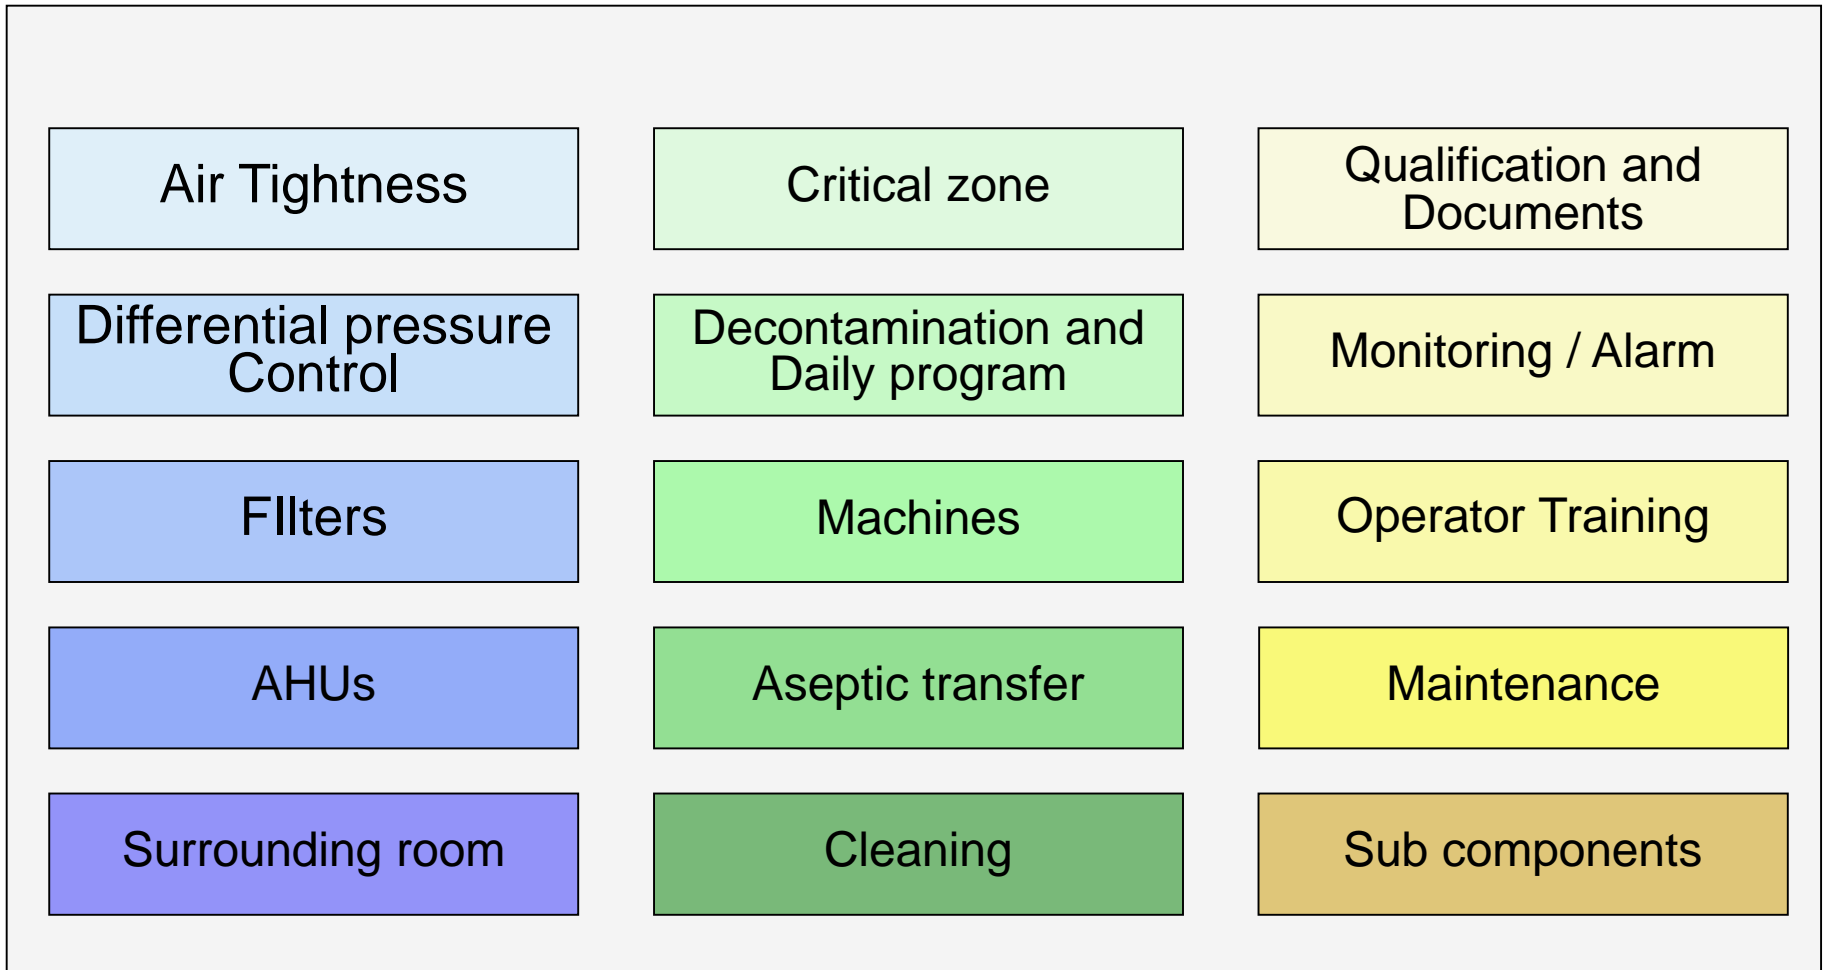 Air Tightness
Critical zone
Qualification and
Documents
Differential pressure
Control
Decontamination and
Daily program
Monitoring / Alarm
FIlters
Machines
Operator Training
AHUs
Aseptic transfer
Maintenance
Surrounding room
Cleaning
Sub components